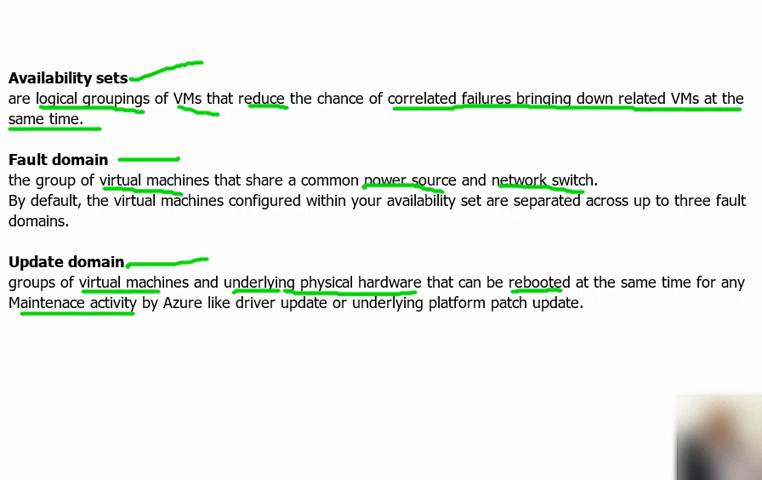 Availability sets
are logical groupings of VMs that reduce the chance of correlated failures bringing down related VMs at the
same time.
Fault domain
the group of virtual machines that share a common power source and network switch.
By default, the virtual machines configured within your availability set are separated across up to three fault
domains.
Update domain
groups of virtual machines and underlying physical hardware that can be rebooted at the same time for any
Maintenace activity by Azure like driver update or underlying platform patch update.